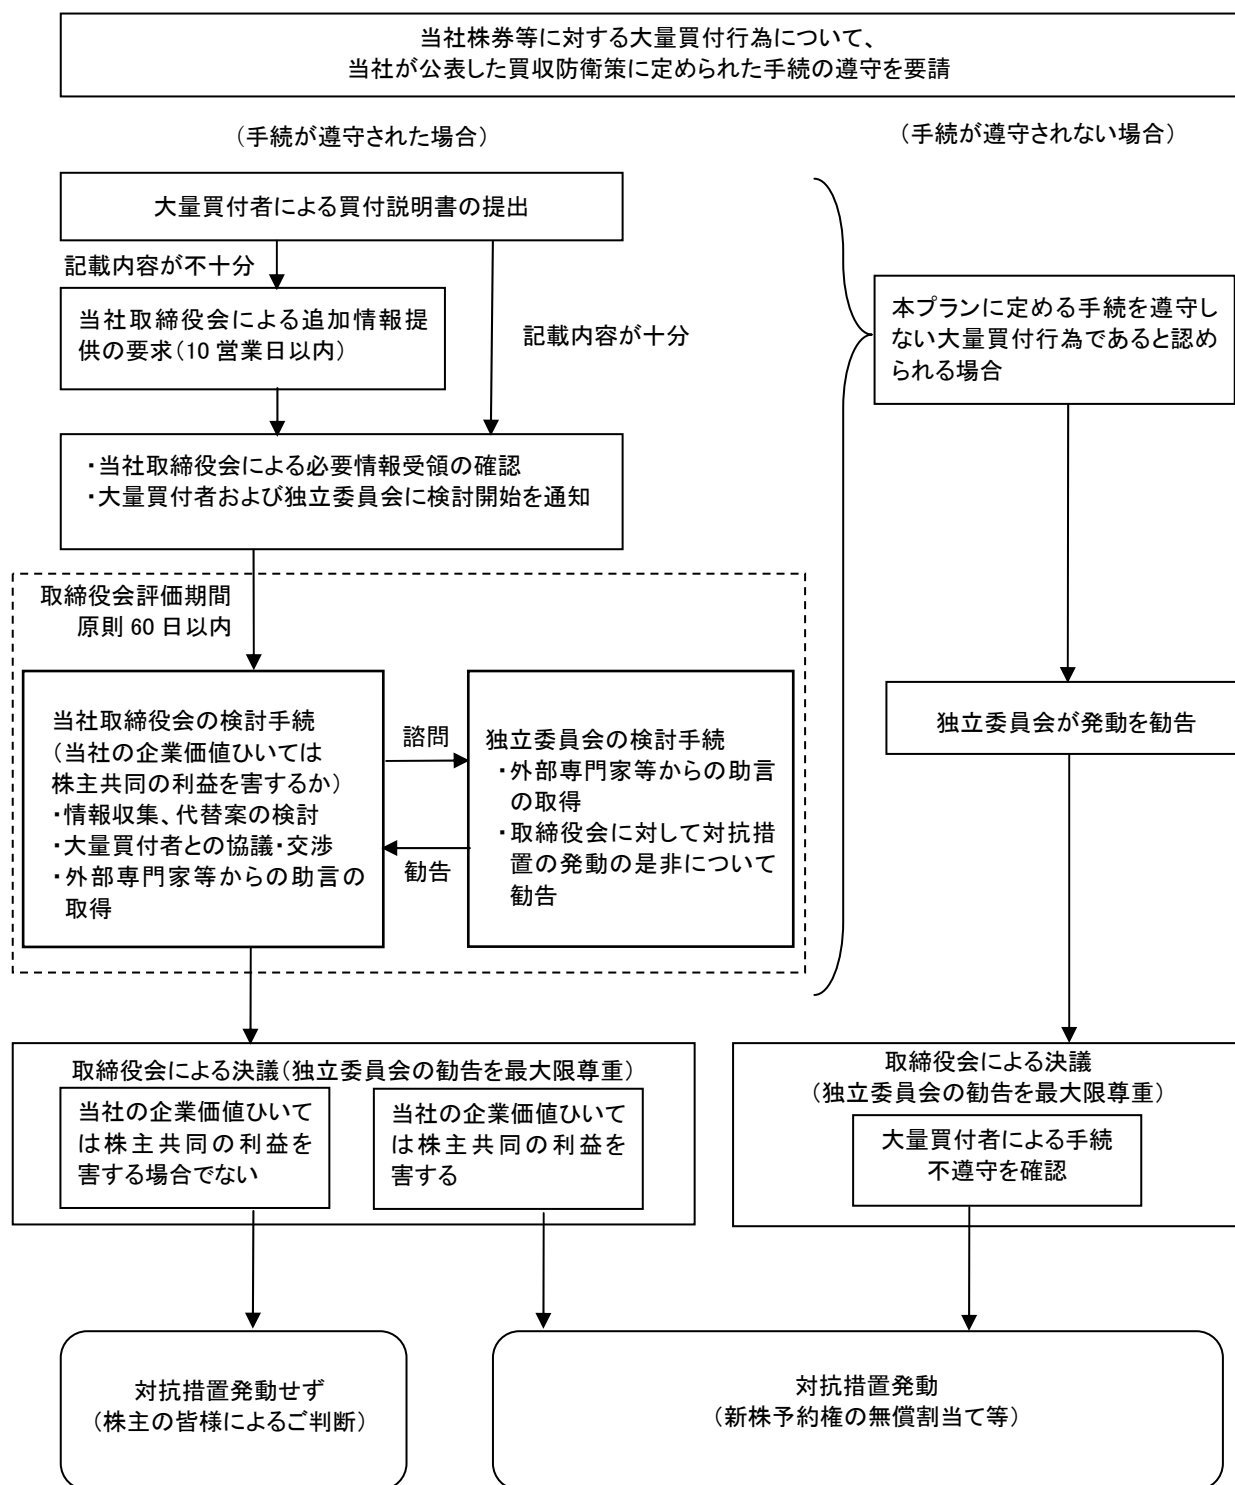 当社株券等に対する大量買付行為について、
当社が公表した買収防衛策に定められた手続の遵守を要請
（手続が遵守された場合）
（手続が遵守されない場合）
大量買付者による買付説明書の提出
記載内容が不十分
当社取締役会による追加情報提
供の要求（10 営業日以内）
記載内容が十分
・当社取締役会による必要情報受領の確認
・大量買付者および独立委員会に検討開始を通知
取締役会評価期間
原則 60 日以内
当社取締役会の検討手続
（当社の企業価値ひいては
株主共同の利益を害するか）
・情報収集、代替案の検討
・大量買付者との協議・交渉
・外部専門家等からの助言の
取得
諮問
勧告
独立委員会の検討手続
・外部専門家等からの助言
の取得
・取締役会に対して対抗措
置の発動の是非について
勧告
本プランに定める手続を遵守し
ない大量買付行為であると認め
られる場合
独立委員会が発動を勧告
取締役会による決議（独立委員会の勧告を最大限尊重）
当社の企業価値ひいて
は株主共同の利益を
害する場合でない
当社の企業価値ひいて
は株主共同の利益を
害する
取締役会による決議
（独立委員会の勧告を最大限尊重）
大量買付者による手続
不遵守を確認
対抗措置発動せず
（株主の皆様によるご判断）
対抗措置発動
（新株予約権の無償割当て等）